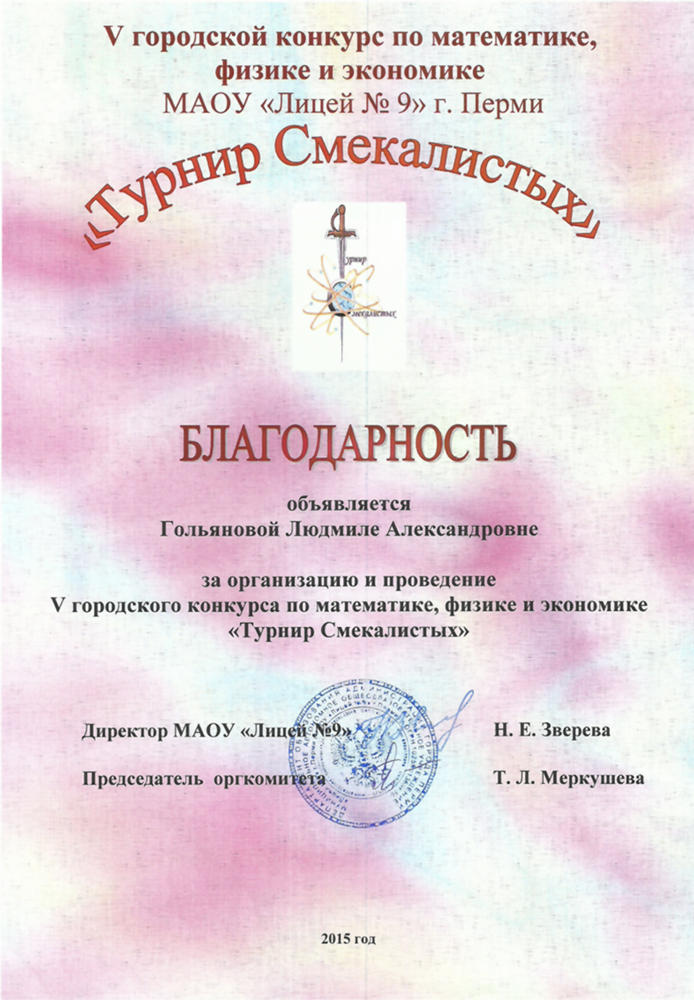 V городской конкурс по математике,
физике и экономике
МАОУ «Лицей № 9» г. Перми
«Турнир Смекалистых»
Турнир
Смекалистых
БЛАГОДАРНОСТЬ
объявляется
Гольяновой Людмиле Александровне
за организацию и проведение
V городского конкурса по математике, физике и экономике
«Турнир Смекалистых»
Директор МАОУ «Лицей №9» Н. Е. Зверева
Председатель оргкомитета Т. Л. Меркушева
2015 год